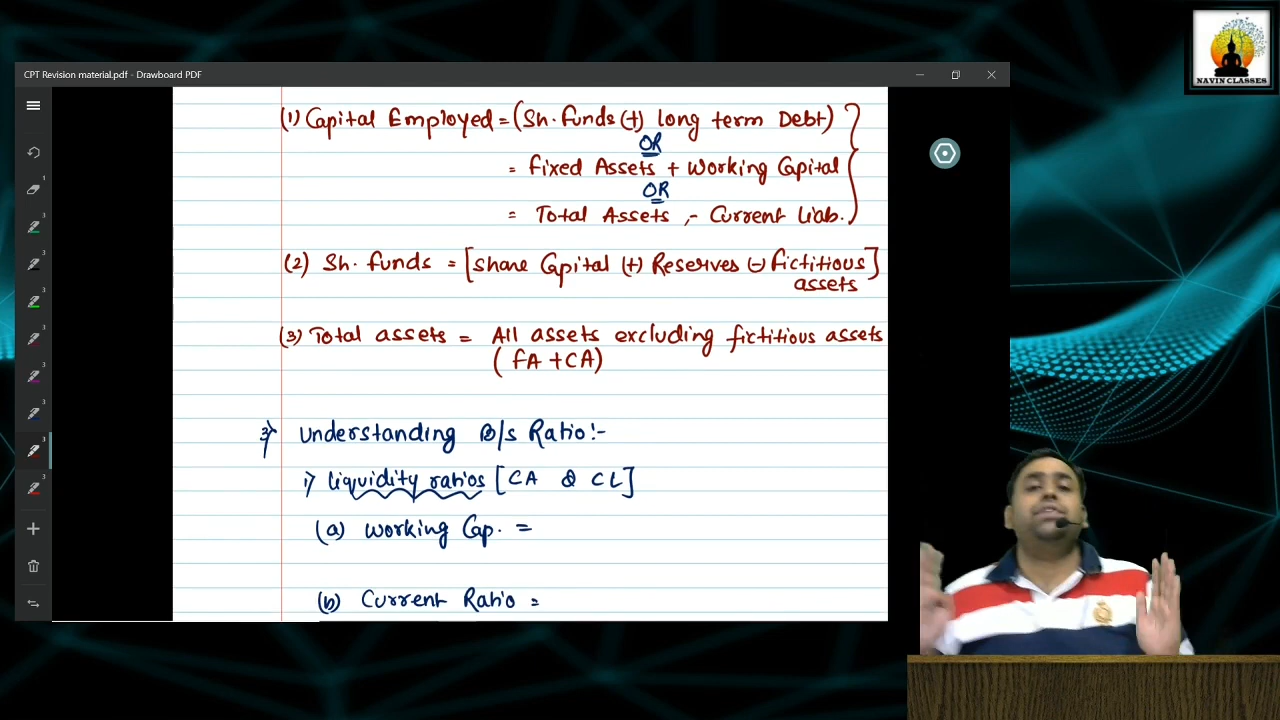 CPT Revision material.pdf - Drawboard PDF
NAVIN CLASSES
(1) Capital Employed = (Sh. funds (+) long term Debt)
OR
= fixed Assets + Working Capital
OR
= Total Assets - Current Liab.
(2) Sh. funds = [Share Capital (+) Reserves (-) fictitious assets]
(3) Total assets = All assets excluding fictitious assets
(FA + CA)
3) Understanding B/s Ratio:-
1) liquidity ratios [CA & CL]
(a) Working Cap. =
(b) Current Ratio =